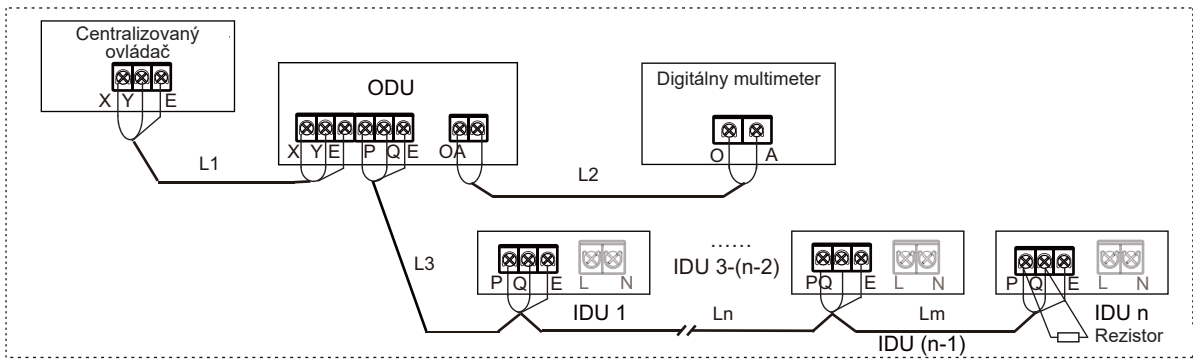 Centralizovaný
ovládač
X Y E
ODU
X Y E P Q E O A
Digitálny multimeter
O A
L1
L2
L3
P Q E L N
IDU 1
......
IDU 3-(n-2)
Ln
P Q E L N
IDU (n-1)
Lm
P Q E L N
IDU n
Rezistor